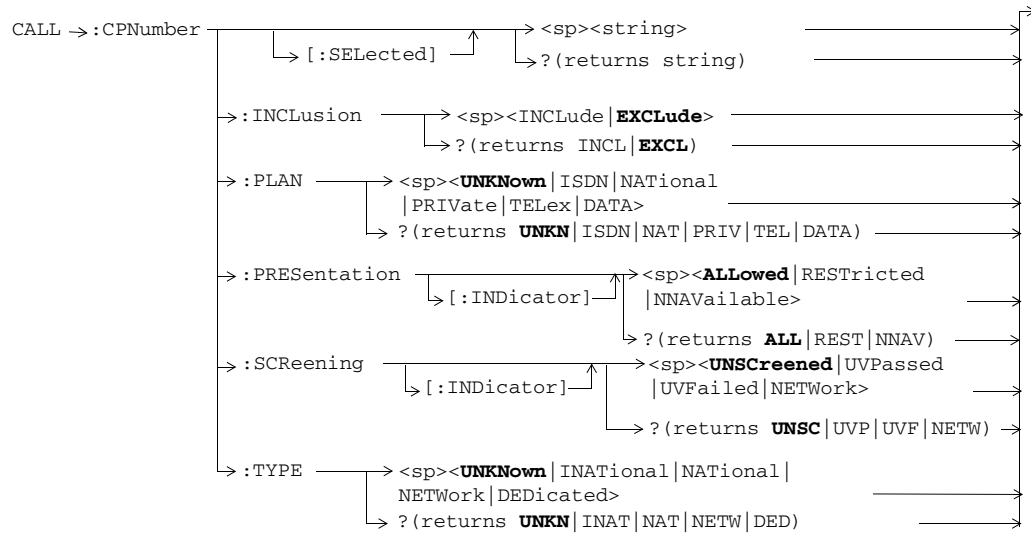 CALL :CPNumber <sp><string>
[:SELected] ?(returns string)
:INCLusion <sp><INCLude|EXCLude>
?(returns INCL|EXCL)
:PLAN <sp><UNKNown|ISDN|NATional
|PRIVate|TELex|DATA>
?(returns UNKN|ISDN|NAT|PRIV|TEL|DATA)
:PRESentation <sp><ALLowed|RESTricted
[:INDicator] |NNAVailable>
?(returns ALL|REST|NNAV)
:SCReening <sp><UNSCreened|UVPassed
[:INDicator] |UVFailed|NETWork>
?(returns UNSC|UVP|UVF|NETW)
:TYPE <sp><UNKNown|INATional|NATional|
NETWork|DEDicated>
?(returns UNKN|INAT|NAT|NETW|DED)